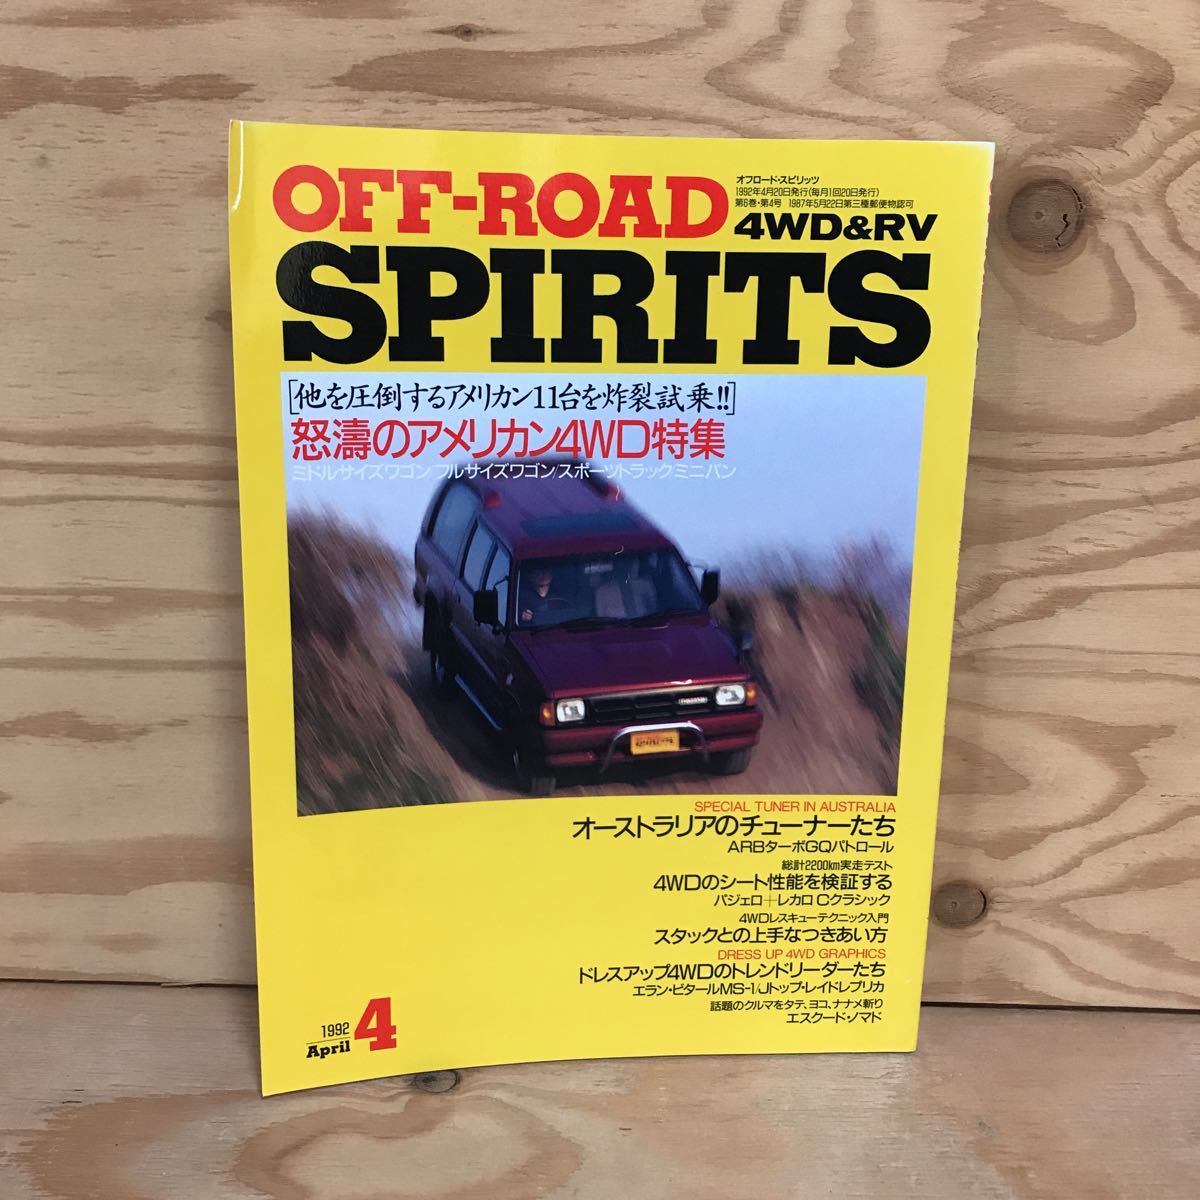 OFF-ROAD
オフロード・スピリッツ
1992年4月20日発行(毎月1回20日発行)
第6巻・第4号 1987年5月22日第三種郵便物認可
4WD&RV
SPIRITS
[他を圧倒するアメリカン11台を炸裂試乗!!]
怒濤のアメリカン4WD特集
ミドルサイズワゴン/フルサイズワゴン/スポーツトラック/ミニバン
SPECIAL TUNER IN AUSTRALIA
オーストラリアのチューナーたち
ARBターボGQパトロール
総計2200km実走テスト
4WDのシート性能を検証する
パジェロ+レカロCクラシック
4WDレスキューテクニック入門
スタックとの上手なつきあい方
DRESS UP 4WD GRAPHICS
ドレスアップ4WDのトレンドリーダーたち
エラン・ビタールMS-1/Jトップ・レイドレプリカ
話題のクルマをタテ、ヨコ、ナナメ斬り
エスクード・ノマド
1992
April 4